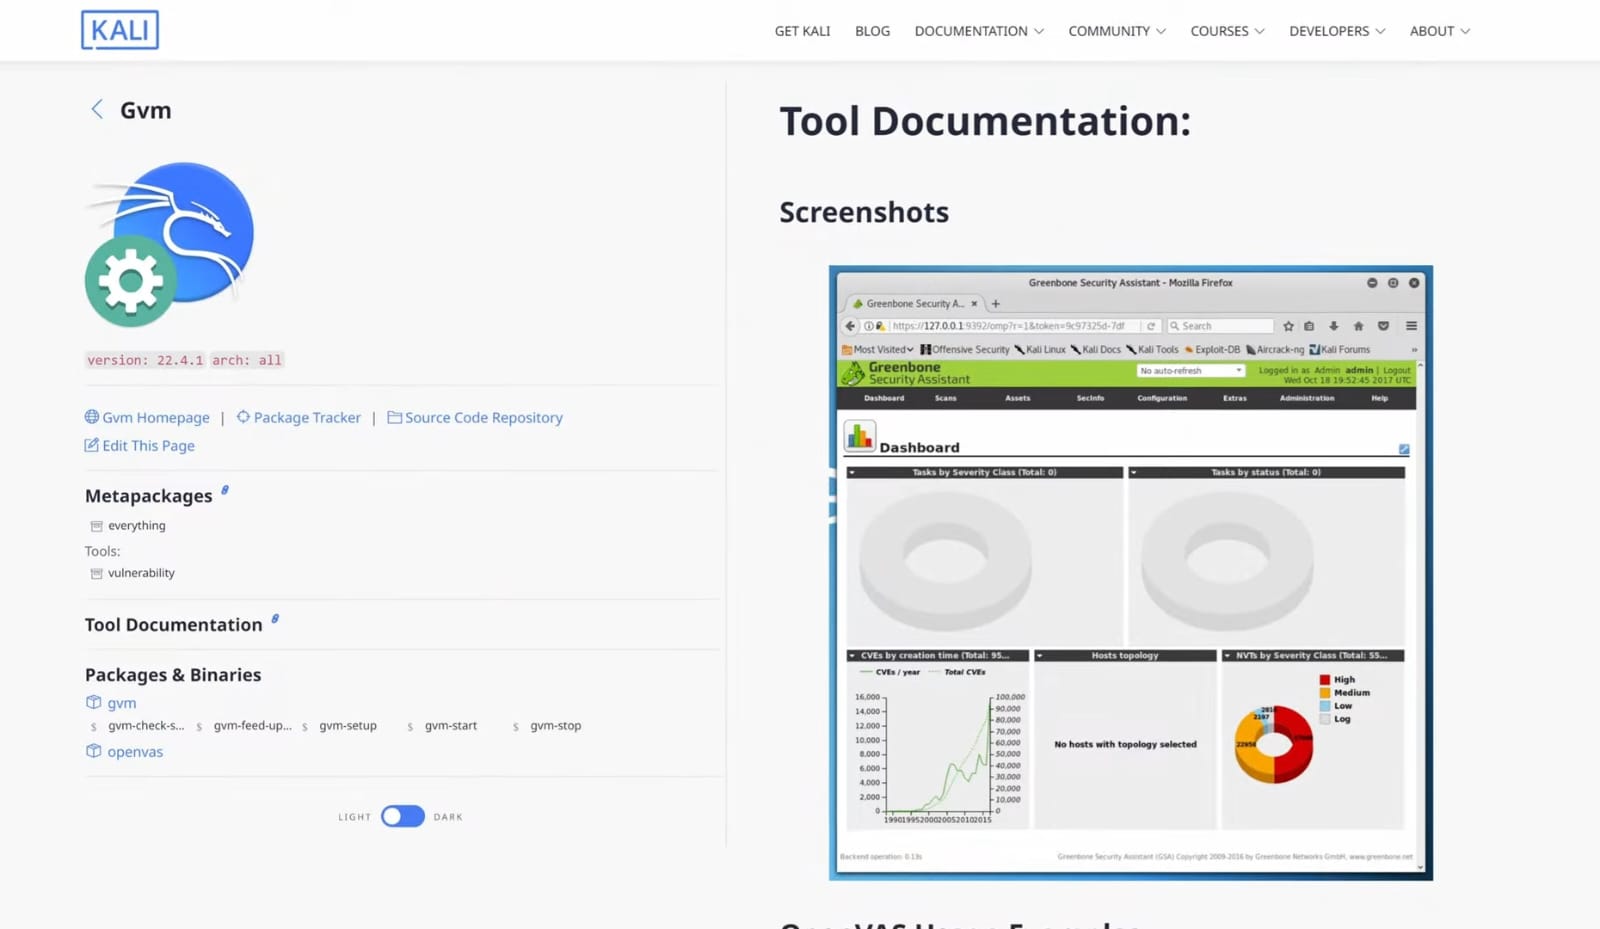 KALI
GET KALI BLOG DOCUMENTATION COMMUNITY COURSES DEVELOPERS ABOUT
Gvm
version: 22.4.1 arch: all
Gvm Homepage | Package Tracker | Source Code Repository
Edit This Page
Metapackages
everything
Tools:
vulnerability
Tool Documentation
Packages & Binaries
gvm
$ gvm-check-s... $ gvm-feed-up... $ gvm-setup $ gvm-start $ gvm-stop
openvas
LIGHT DARK
Tool Documentation:
Screenshots
Greenbone Security Assistant - Mozilla Firefox
Greenbone Security A...
https://127.0.0.1:9392/omp?r=1&token=9c97325d-7df Search
Most Visited Offensive Security Kali Linux Kali Docs Kali Tools Exploit-DB Aircrack-ng Kali Forums »
Greenbone
Security Assistant
No auto-refresh
Logged in as Admin admin | Logout
Wed Oct 18 19:52:45 2017 UTC
Dashboard Scans Assets SecInfo Configuration Extras Administration Help
Dashboard
Tasks by Severity Class (Total: 0) Tasks by status (Total: 0)
CVEs by creation time (Total: 95... Hosts topology NVTs by Severity Class (Total: 55...
CVEs / year Total CVEs
16,000
14,000
12,000
10,000
8,000
6,000
4,000
2,000
0
100,000
90,000
80,000
70,000
60,000
50,000
40,000
30,000
20,000
10,000
0
199019952000200520102015
No hosts with topology selected
High
Medium
Low
Log
2197
22956
Backend operation: 0.13s
Greenbone Security Assistant (GSA) Copyright 2009-2016 by Greenbone Networks GmbH, www.greenbone.net